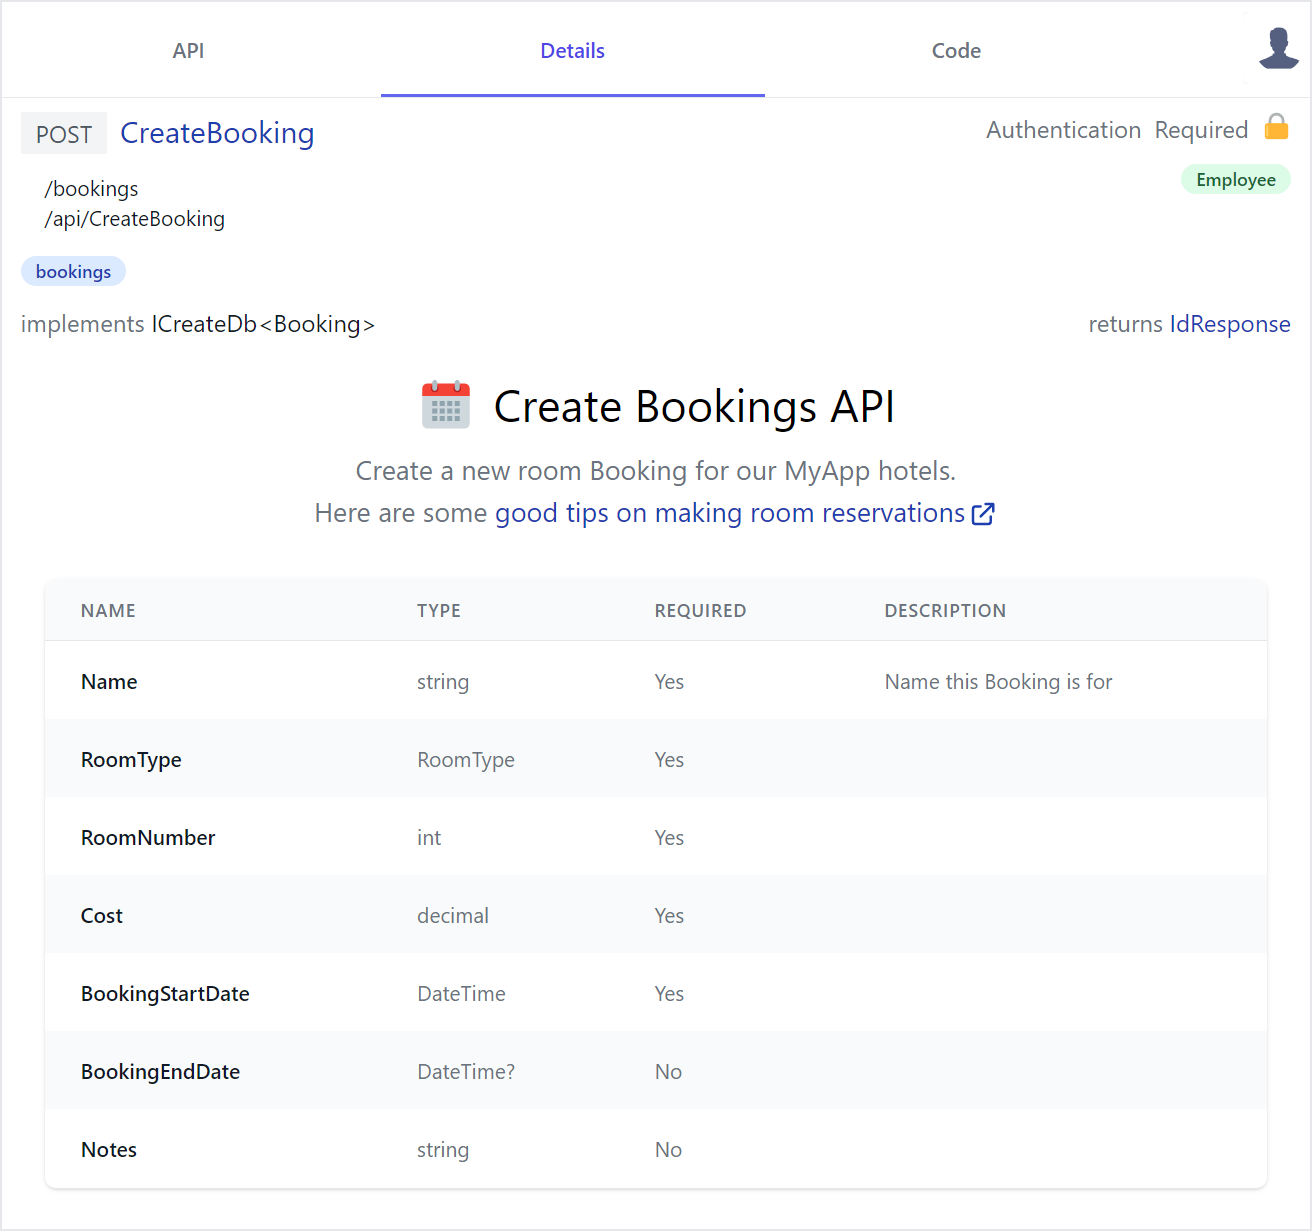 API Details Code
POST CreateBooking Authentication Required
Employee
/bookings
/api/CreateBooking
bookings
implements ICreateDb<Booking> returns IdResponse
Create Bookings API
Create a new room Booking for our MyApp hotels.
Here are some good tips on making room reservations
NAME TYPE REQUIRED DESCRIPTION
Name string Yes Name this Booking is for
RoomType RoomType Yes
RoomNumber int Yes
Cost decimal Yes
BookingStartDate DateTime Yes
BookingEndDate DateTime? No
Notes string No